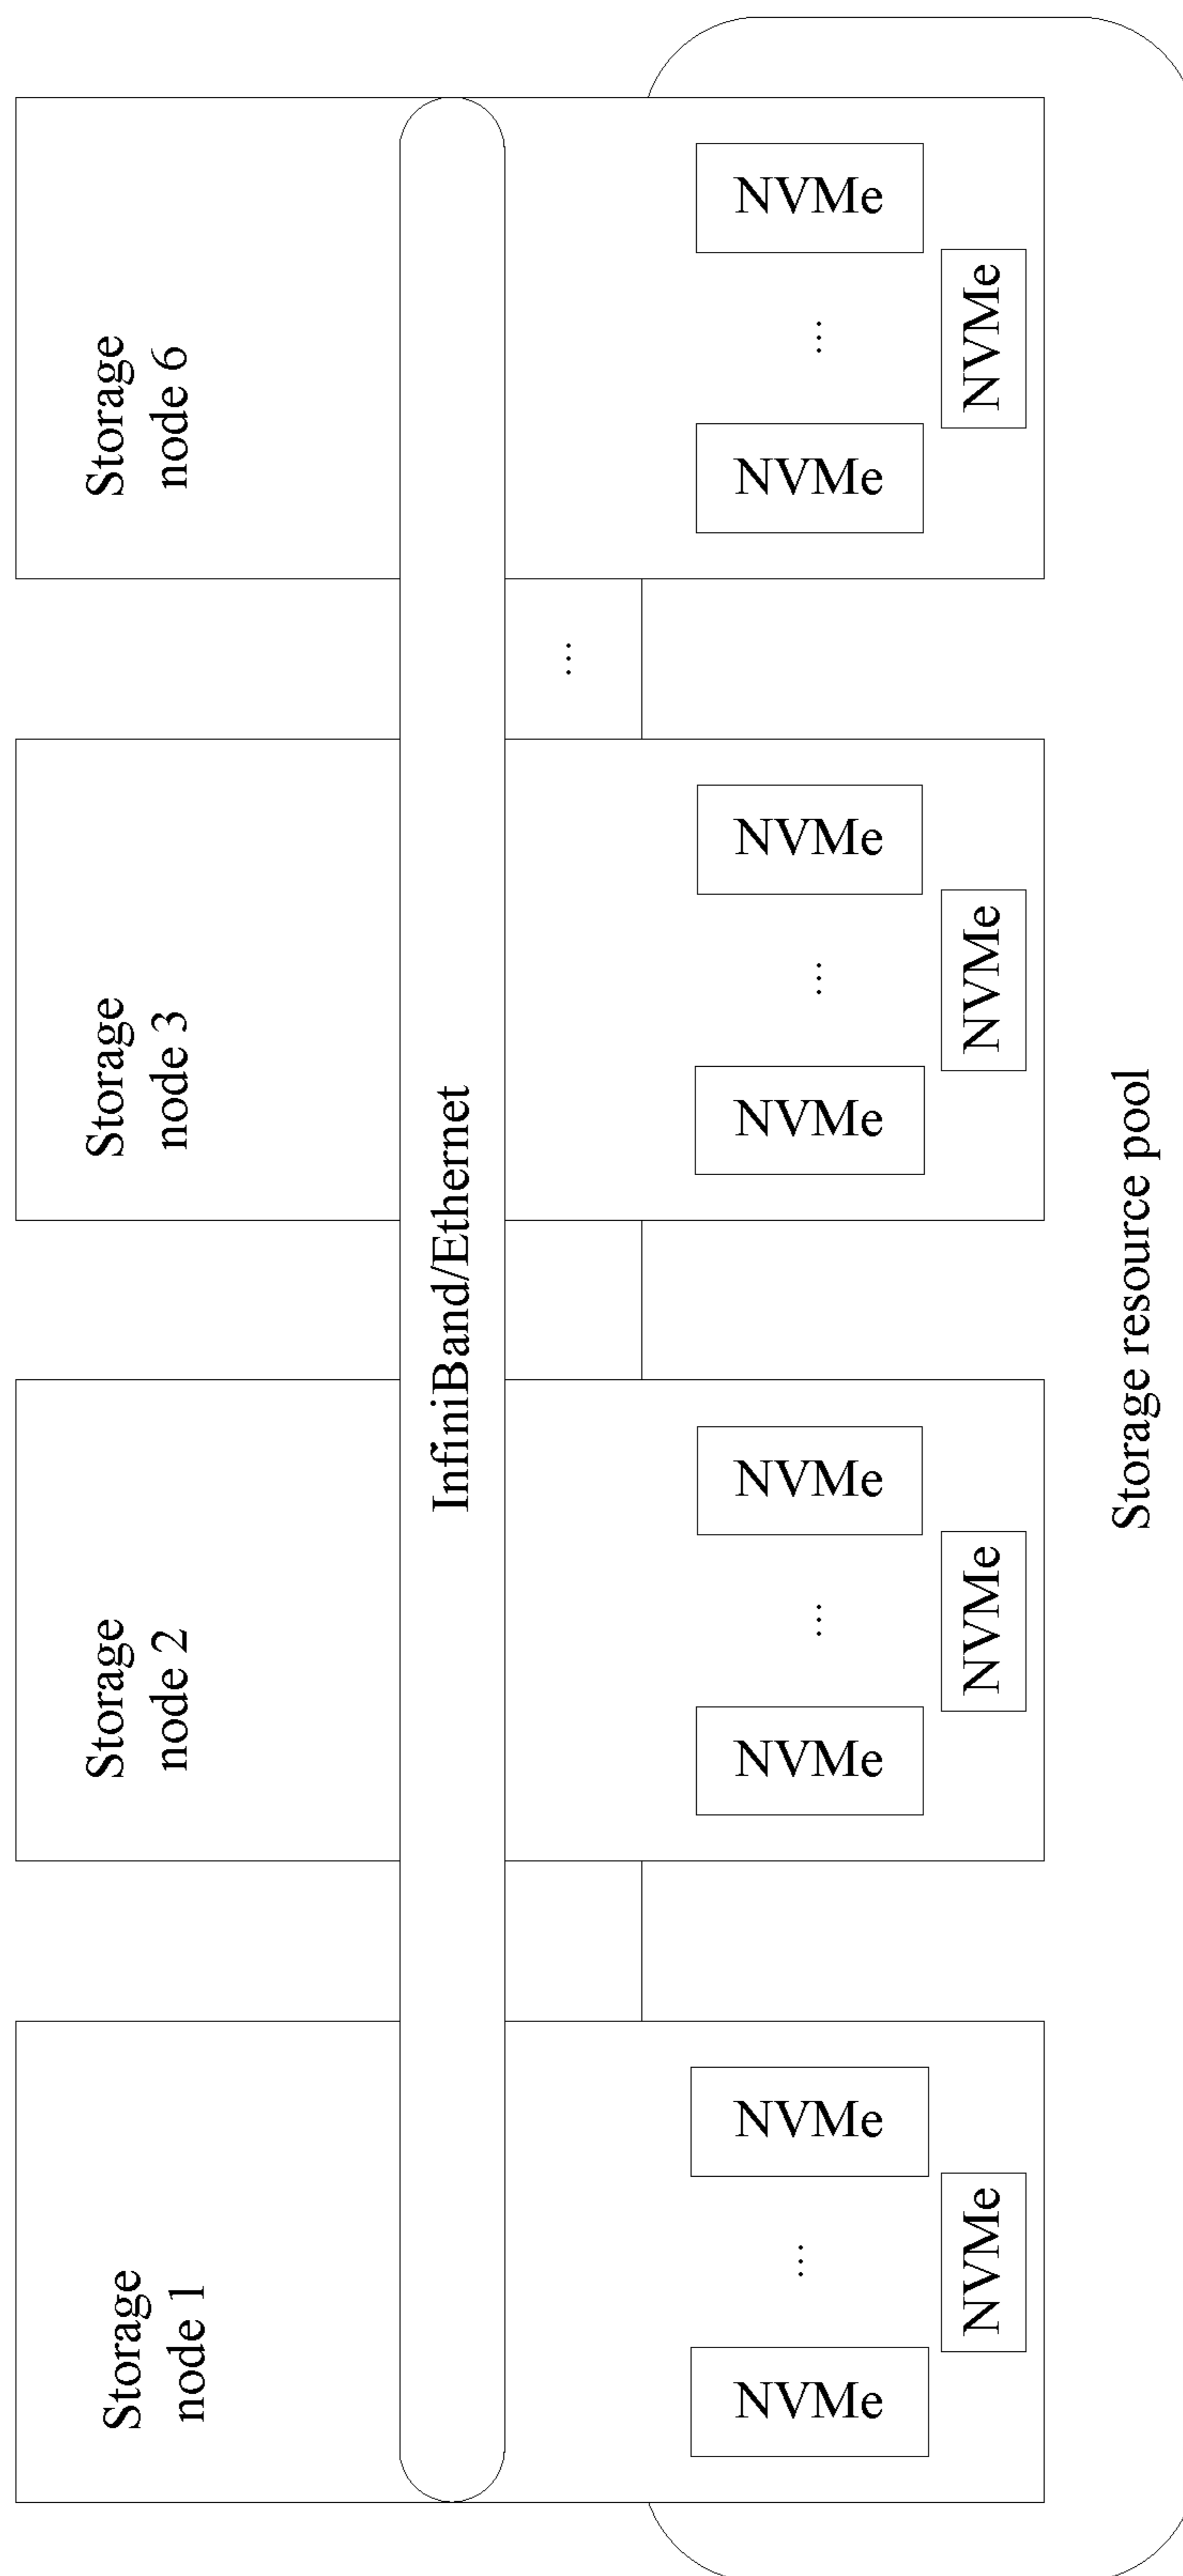 Storage
node 1
Storage
node 2
Storage
node 3
Storage
node 6
InfiniBand/Ethernet
...
NVMe
...
NVMe
NVMe
NVMe
...
NVMe
NVMe
NVMe
...
NVMe
NVMe
NVMe
...
NVMe
NVMe
Storage resource pool